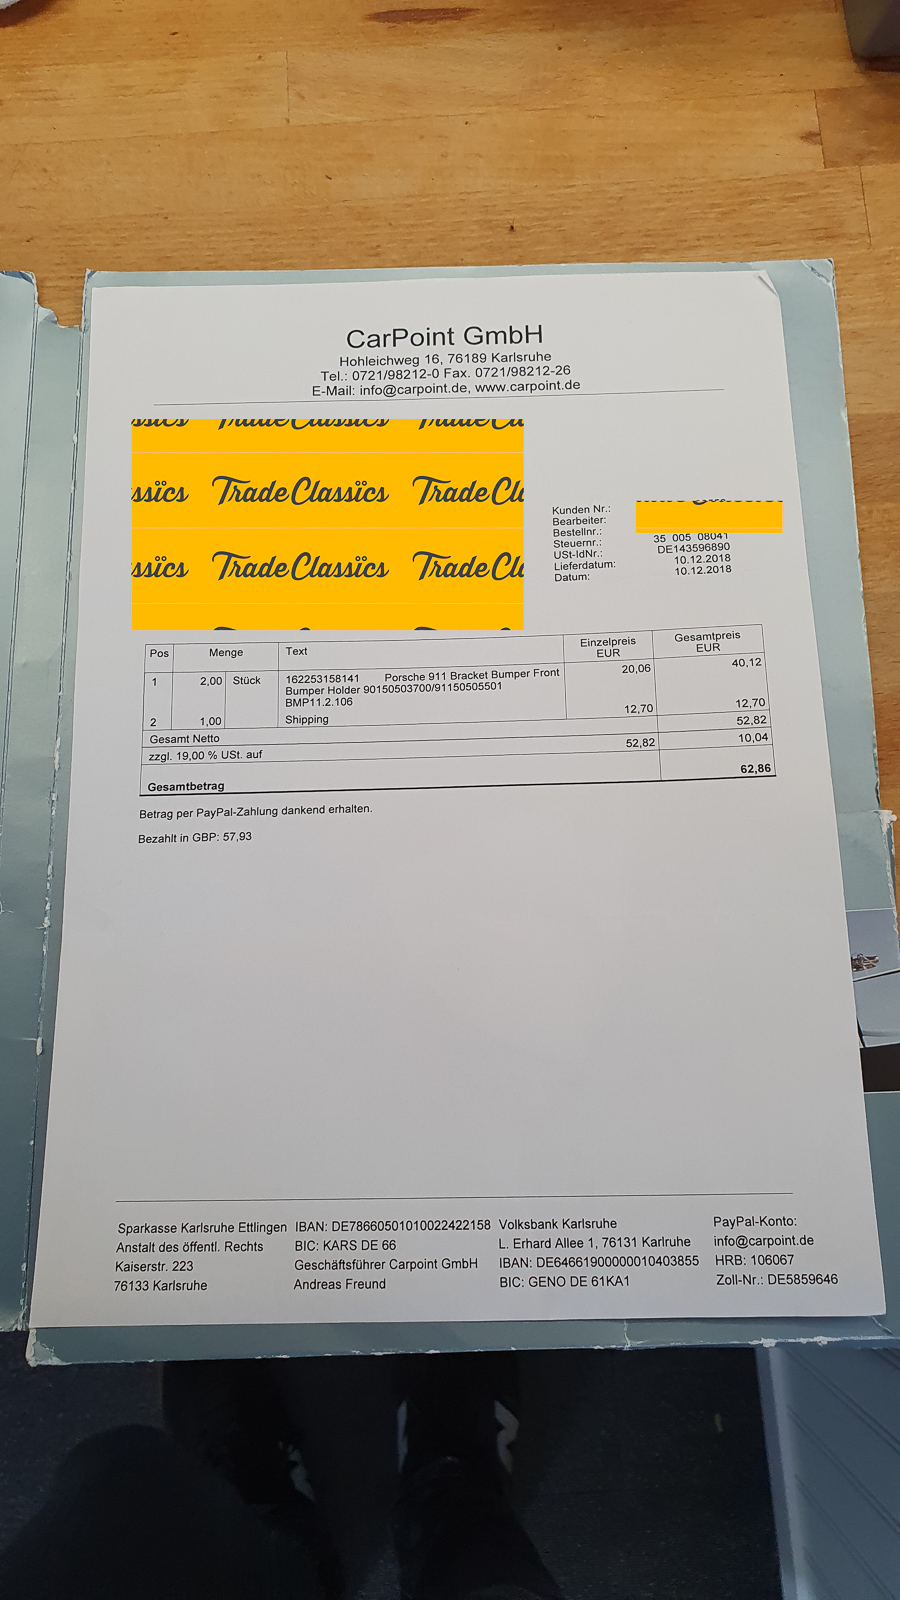 CarPoint GmbH
Hohleichweg 16, 76189 Karlsruhe
Tel.: 0721/98212-0 Fax. 0721/98212-26
E-Mail: info@carpoint.de, www.carpoint.de
Trade Classics
Trade Classics
Kunden Nr.:
Bearbeiter:
Bestellnr.:
Steuernr.: 35 005 08041
USt-IdNr.: DE143596890
Lieferdatum: 10.12.2018
Datum: 10.12.2018
Pos Menge Text Einzelpreis EUR Gesamtpreis EUR
1 2,00 Stück 162253158141 Porsche 911 Bracket Bumper Front 20,06 40,12
Bumper Holder 90150503700/91150505501
BMP11.2.106
2 1,00 Shipping 12,70 12,70
Gesamt Netto 52,82
zzgl. 19,00 % USt. auf 52,82 10,04
Gesamtbetrag 62,86
Betrag per PayPal-Zahlung dankend erhalten.
Bezahlt in GBP: 57,93
Sparkasse Karlsruhe Ettlingen IBAN: DE78660501010022422158 Volksbank Karlsruhe PayPal-Konto:
Anstalt des öffentl. Rechts BIC: KARS DE 66 L. Erhard Allee 1, 76131 Karlruhe info@carpoint.de
Kaiserstr. 223 Geschäftsführer Carpoint GmbH IBAN: DE64661900000010403855 HRB: 106067
76133 Karlsruhe Andreas Freund BIC: GENO DE 61KA1 Zoll-Nr.: DE5859646